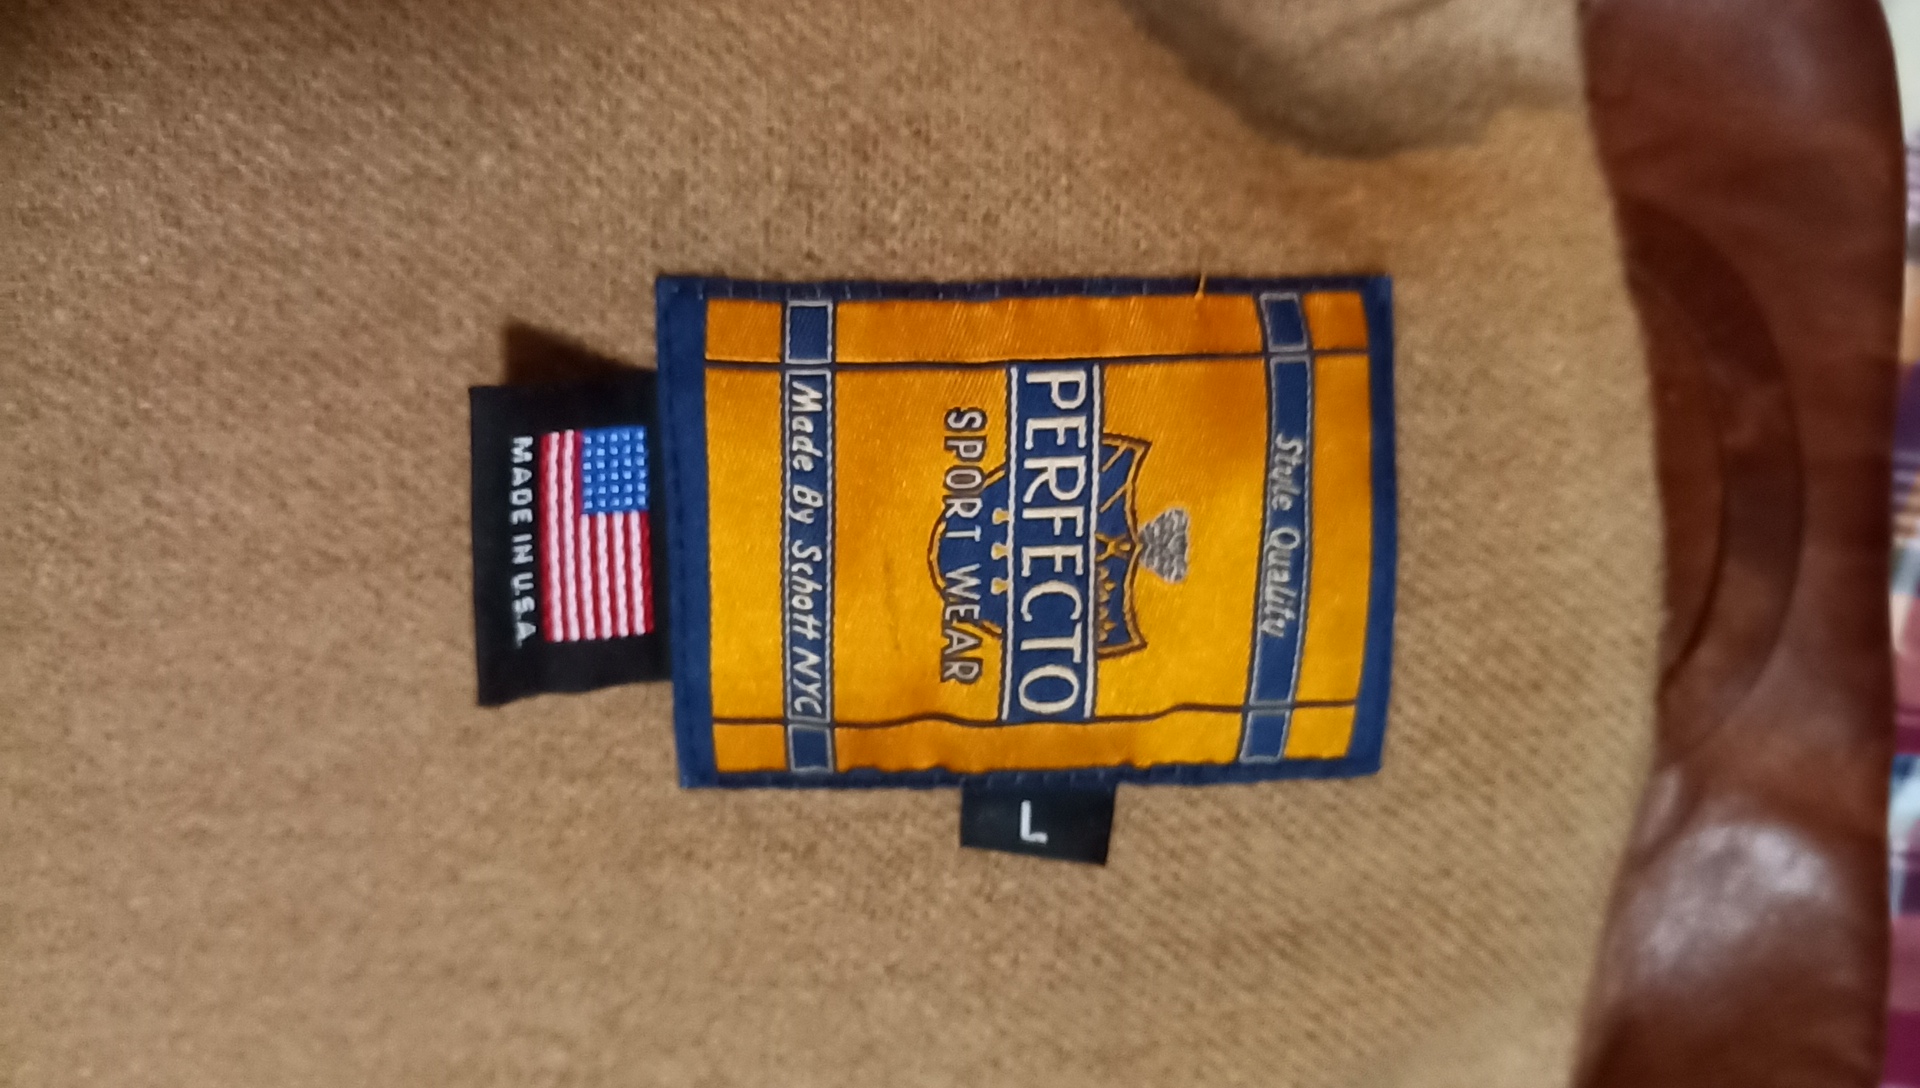 Style Quality
PERFECTO
SPORT WEAR
Made By Schott NYC
L
MADE IN U.S.A.